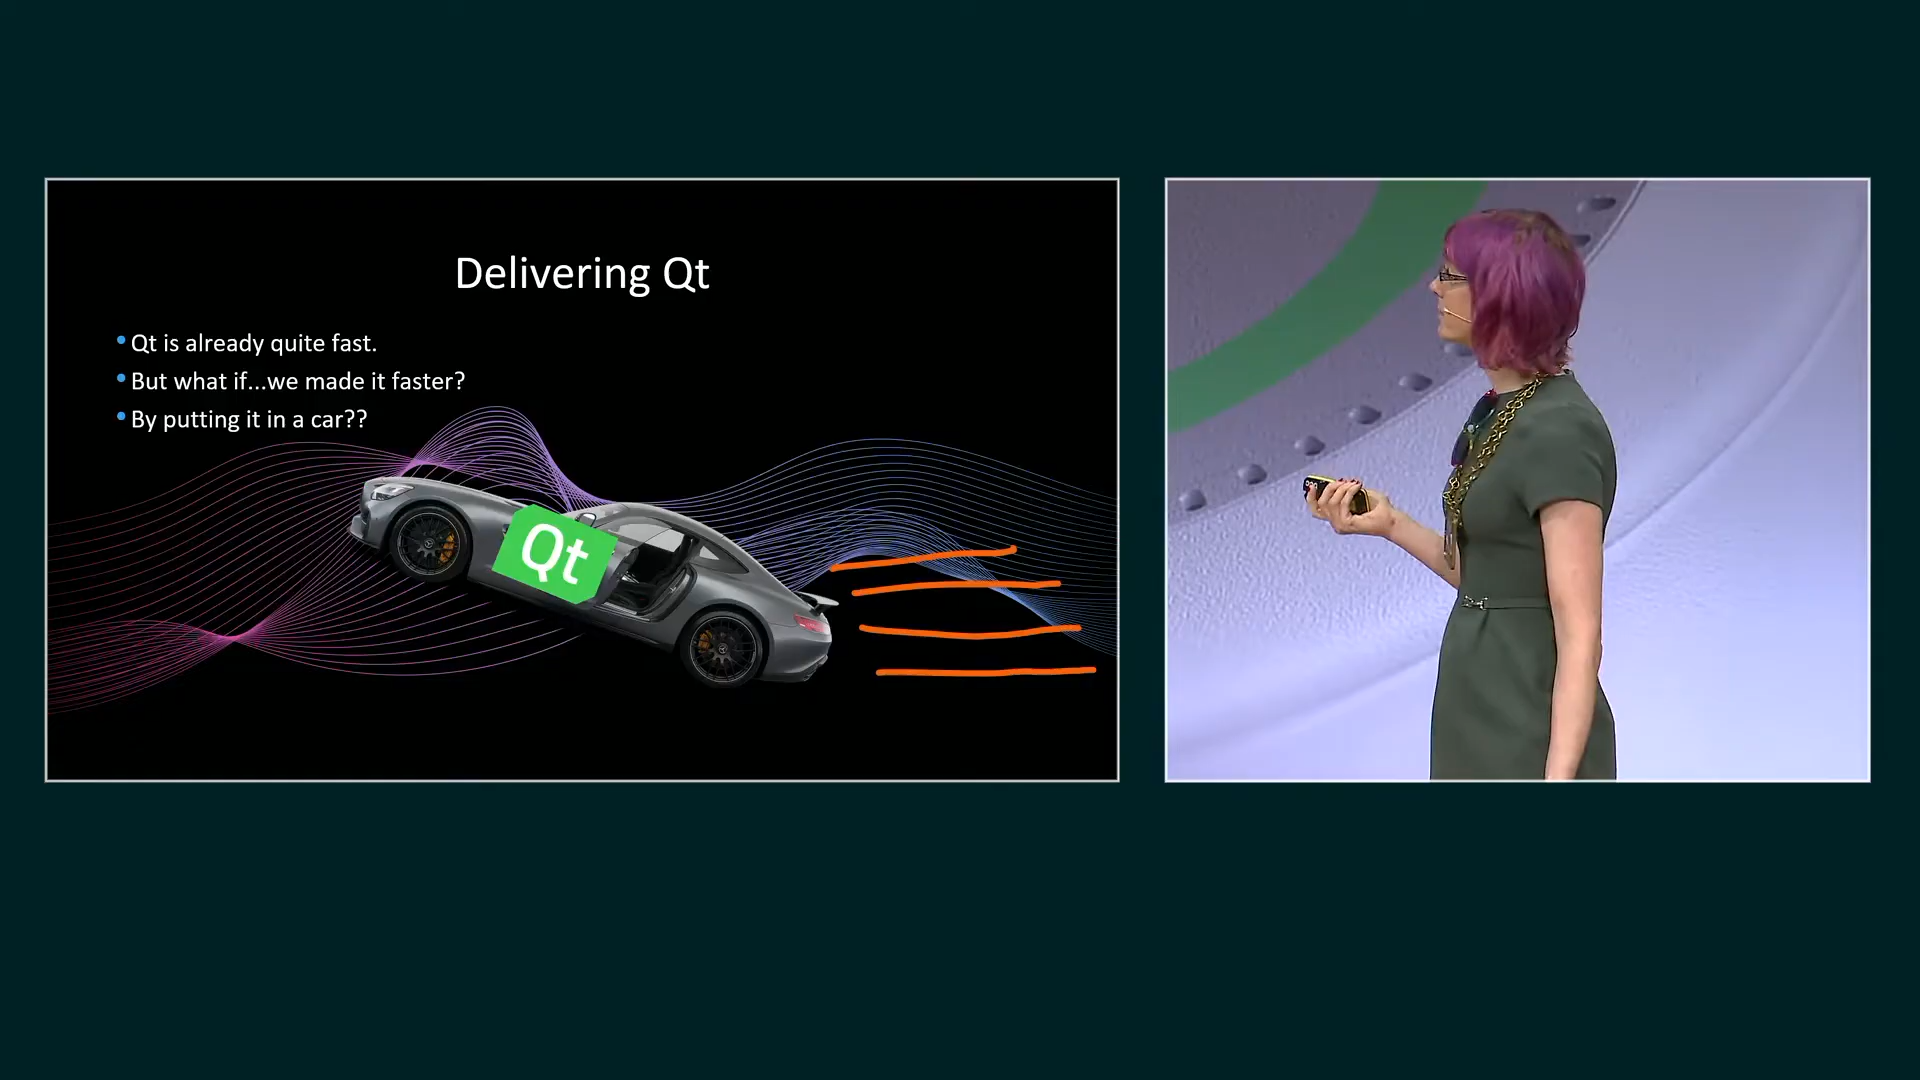 Delivering Qt
Qt is already quite fast.
But what if...we made it faster?
By putting it in a car??
Qt